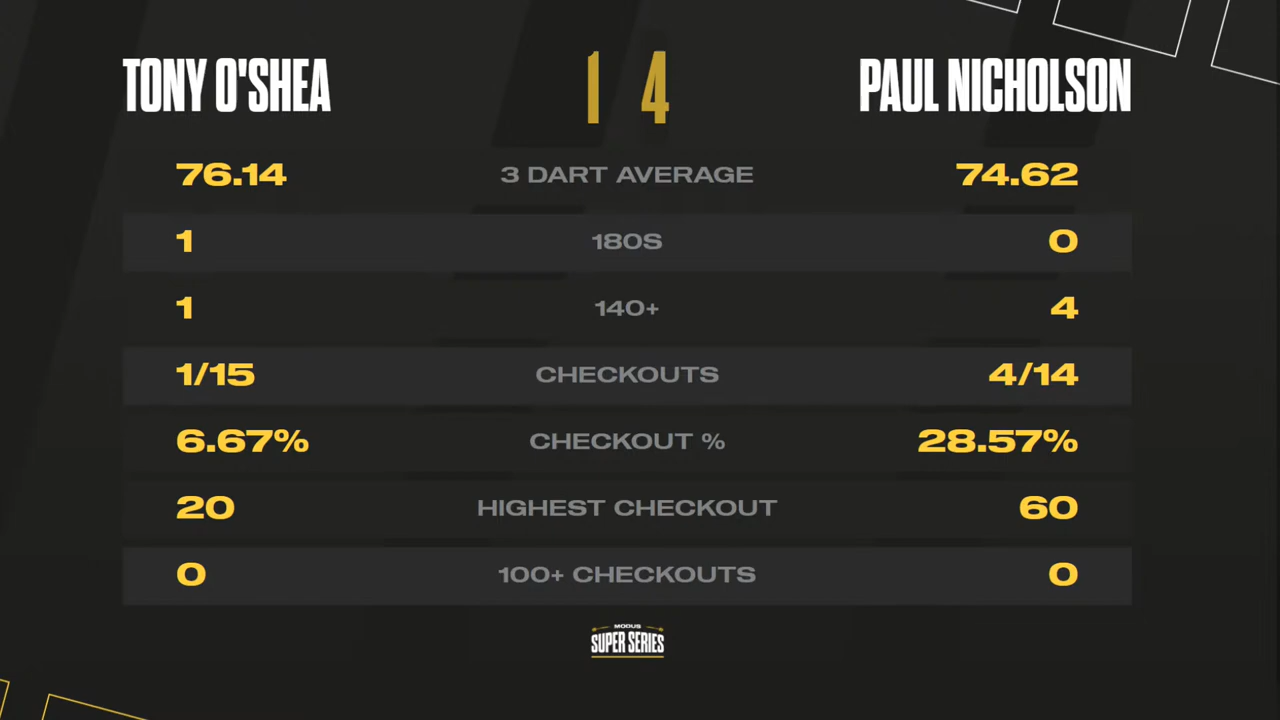 TONY O'SHEA 1 4 PAUL NICHOLSON
76.14 3 DART AVERAGE 74.62
1 180S 0
1 140+ 4
1/15 CHECKOUTS 4/14
6.67% CHECKOUT % 28.57%
20 HIGHEST CHECKOUT 60
0 100+ CHECKOUTS 0
MODUS
SUPER SERIES